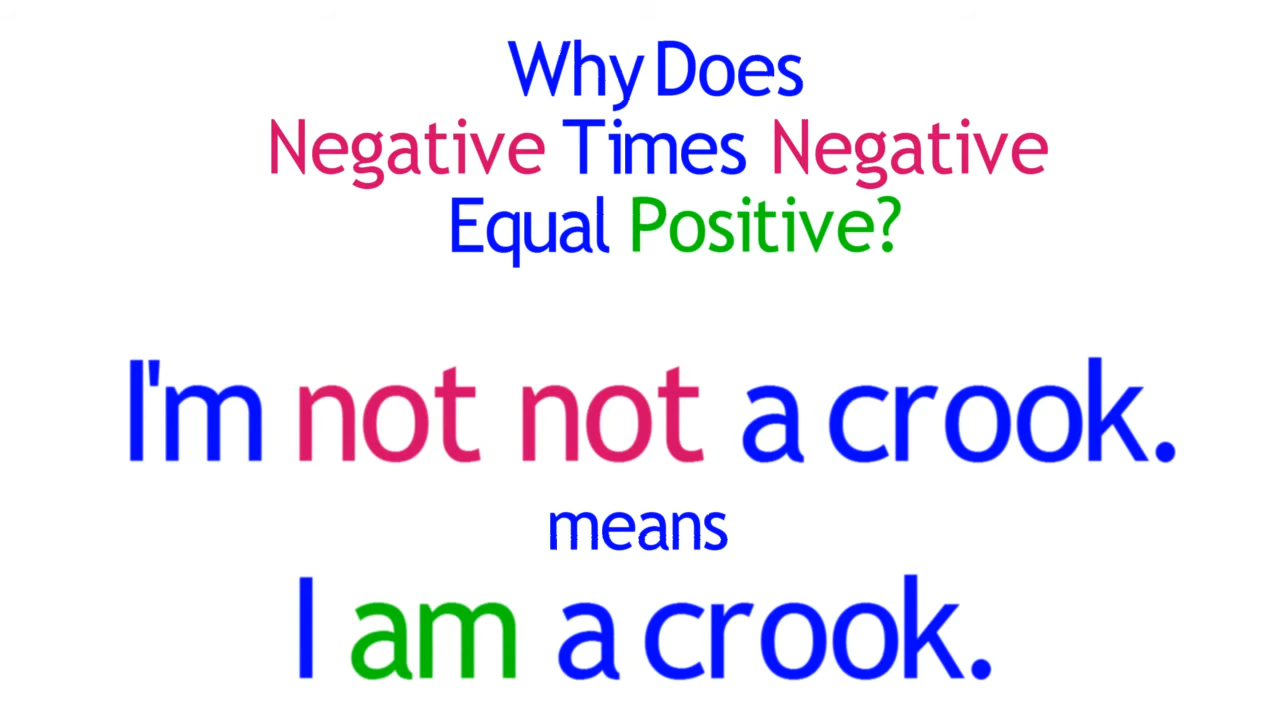 Why Does
Negative Times Negative
Equal Positive?
I'm not not a crook.
means
I am a crook.